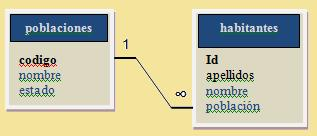 poblaciones
codigo
nombre
estado
1
∞
habitantes
Id
apellidos
nombre
población